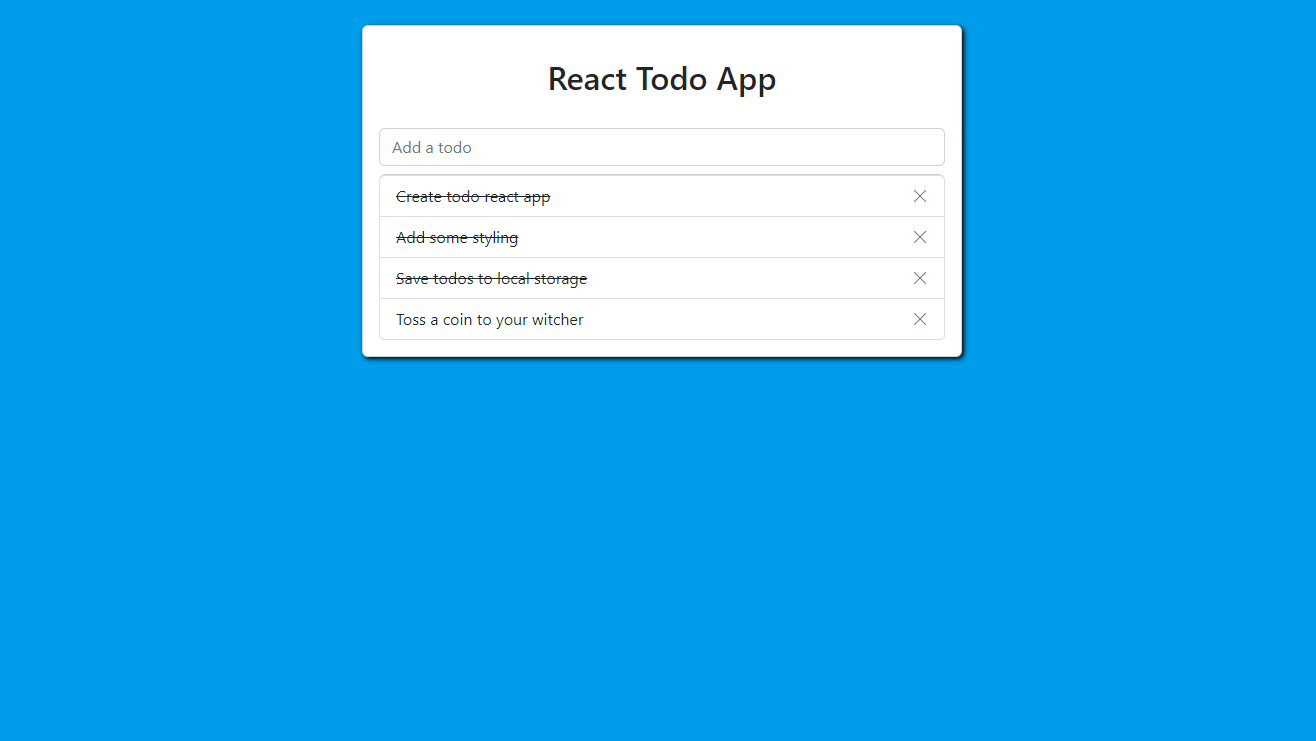 React Todo App
Add a todo
Create todo react app
Add some styling
Save todos to local storage
Toss a coin to your witcher